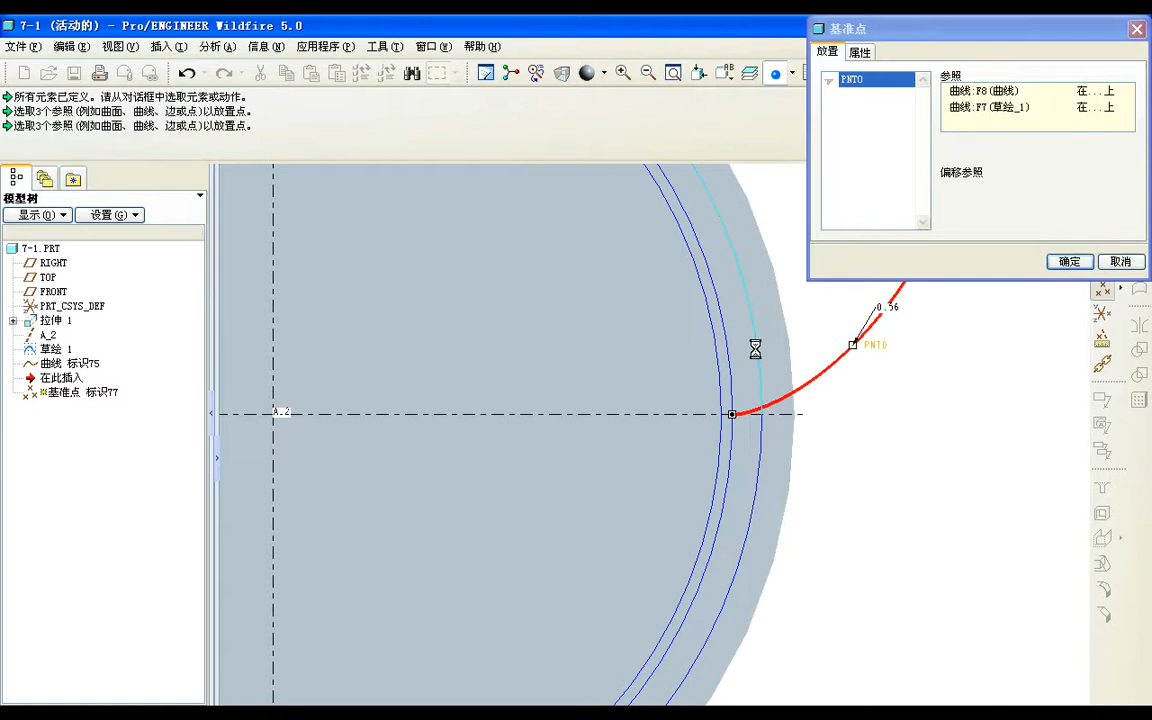 7-1 (活动的) - Pro/ENGINEER Wildfire 5.0
文件(F) 编辑(E) 视图(V) 插入(I) 分析(A) 信息(N) 应用程序(P) 工具(T) 窗口(W) 帮助(H)
所有元素已定义。请从对话框中选取元素或动作。
选取3个参照(例如曲面、曲线、边或点)以放置点。
选取3个参照(例如曲面、曲线、边或点)以放置点。
模型树
显示(O) 设置(G)
7-1.PRT
RIGHT
TOP
FRONT
PRT_CSYS_DEF
拉伸 1
A_2
草绘 1
曲线 标识75
在此插入
基准点 标识77
A_2
0.56
PNT0
基准点
放置 属性
PNT0
参照
曲线:F8(曲线) 在...上
曲线:F7(草绘_1) 在...上
偏移参照
确定 取消